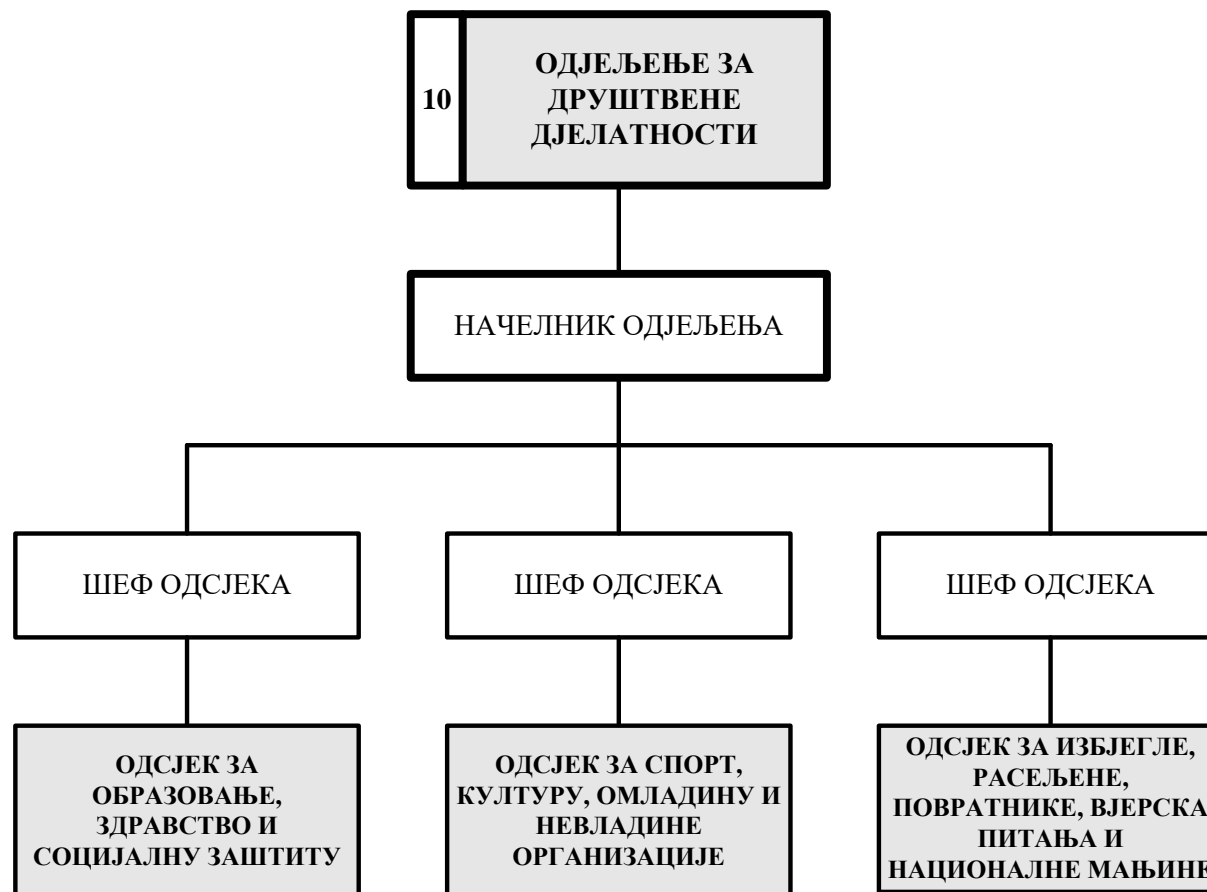 10
ОДЈЕЉЕЊЕ ЗА
ДРУШТВЕНЕ
ДЈЕЛАТНОСТИ
НАЧЕЛНИК ОДЈЕЉЕЊА
ШЕФ ОДСЈЕКА
ШЕФ ОДСЈЕКА
ШЕФ ОДСЈЕКА
ОДСЈЕК ЗА
ОБРАЗОВАЊЕ,
ЗДРАВСТВО И
СОЦИЈАЛНУ ЗАШТИТУ
ОДСЈЕК ЗА СПОРТ,
КУЛТУРУ, ОМЛАДИНУ И
НЕВЛАДИНЕ
ОРГАНИЗАЦИЈЕ
ОДСЈЕК ЗА ИЗБЈЕГЛЕ,
РАСЕЉЕНЕ,
ПОВРАТНИКЕ, ВЈЕРСКА
ПИТАЊА И
НАЦИОНАЛНЕ МАЊИНЕ